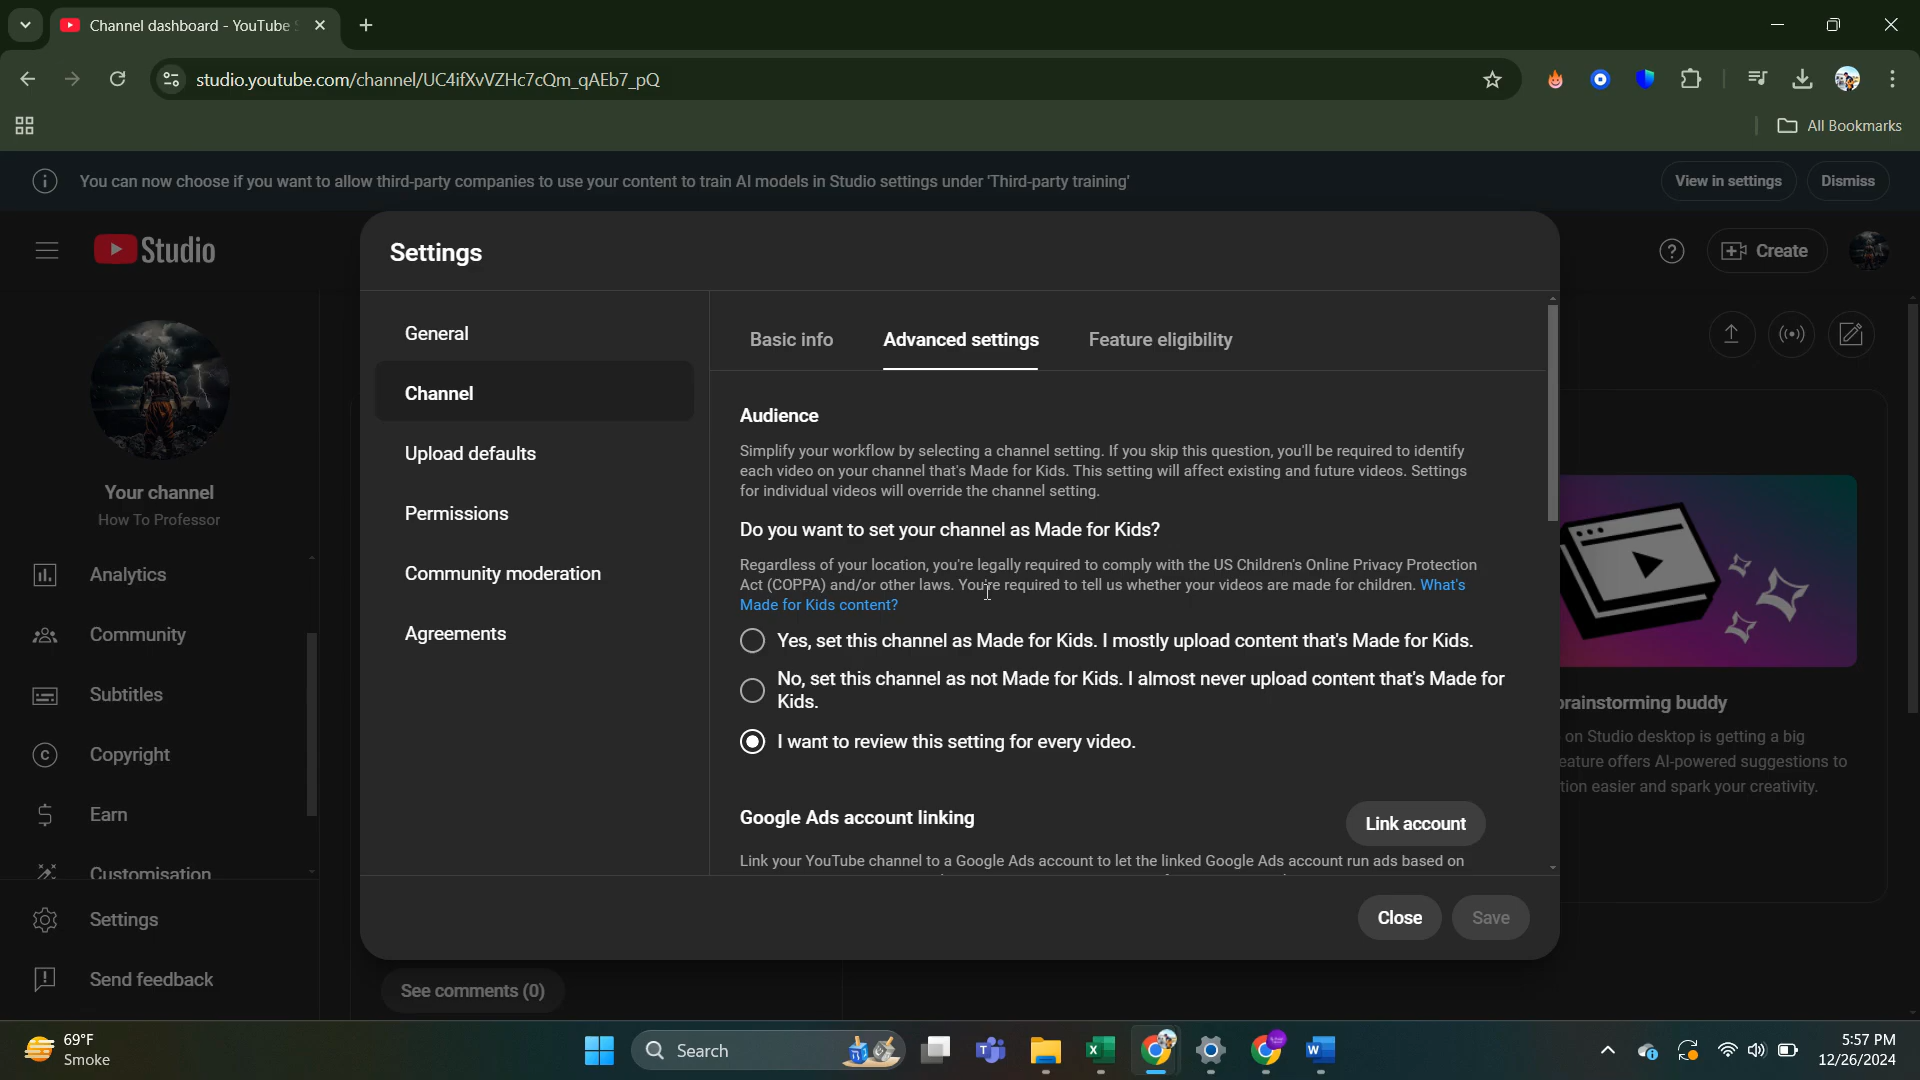 Channel dashboard - YouTube S
studio.youtube.com/channel/UC4ifXvVZHc7cQm_qAEb7_pQ
All Bookmarks
You can now choose if you want to allow third-party companies to use your content to train AI models in Studio settings under 'Third-party training'
View in settings
Dismiss
Studio
Create
Your channel
How To Professor
Analytics
Community
Subtitles
Copyright
Earn
Customisation
Settings
Send feedback
Settings
General
Channel
Upload defaults
Permissions
Community moderation
Agreements
Basic info
Advanced settings
Feature eligibility
Audience
Simplify your workflow by selecting a channel setting. If you skip this question, you'll be required to identify
each video on your channel that's Made for Kids. This setting will affect existing and future videos. Settings
for individual videos will override the channel setting.
Do you want to set your channel as Made for Kids?
Regardless of your location, you're legally required to comply with the US Children's Online Privacy Protection
Act (COPPA) and/or other laws. You're required to tell us whether your videos are made for children. What's
Made for Kids content?
Yes, set this channel as Made for Kids. I mostly upload content that's Made for Kids.
No, set this channel as not Made for Kids. I almost never upload content that's Made for
Kids.
I want to review this setting for every video.
Google Ads account linking
Link account
Link your YouTube channel to a Google Ads account to let the linked Google Ads account run ads based on
Close
Save
brainstorming buddy
on Studio desktop is getting a big
eature offers AI-powered suggestions to
tion easier and spark your creativity.
See comments (0)
69°F
Smoke
Search
5:57 PM
12/26/2024